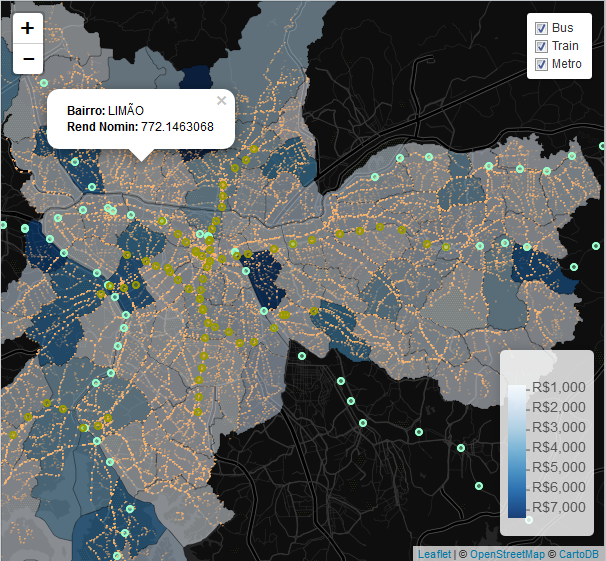 +
−
Bus
Train
Metro
×
Bairro: LIMÃO
Rend Nomin: 772.1463068
R$1,000
R$2,000
R$3,000
R$4,000
R$5,000
R$6,000
R$7,000
Leaflet | © OpenStreetMap © CartoDB